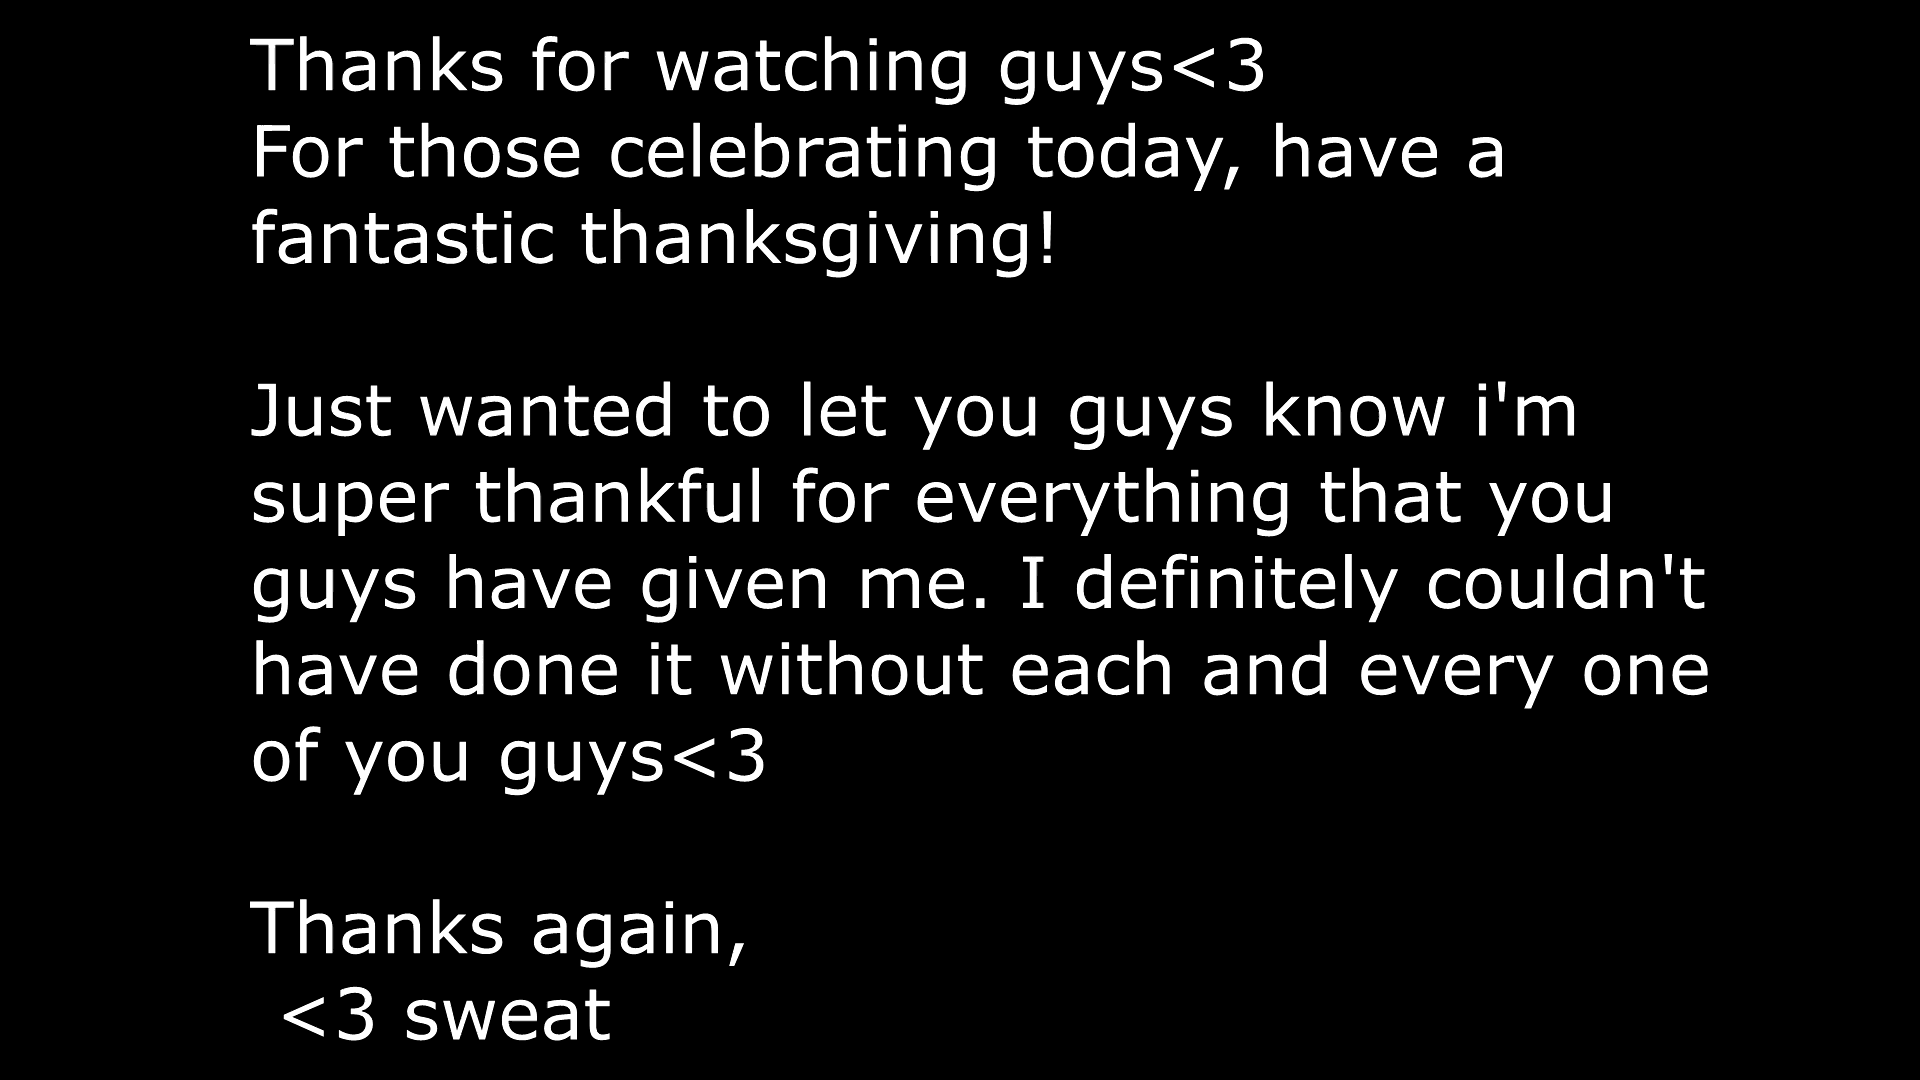 Thanks for watching guys<3
For those celebrating today, have a
fantastic thanksgiving!
Just wanted to let you guys know i'm
super thankful for everything that you
guys have given me. I definitely couldn't
have done it without each and every one
of you guys<3
Thanks again,
<3 sweat